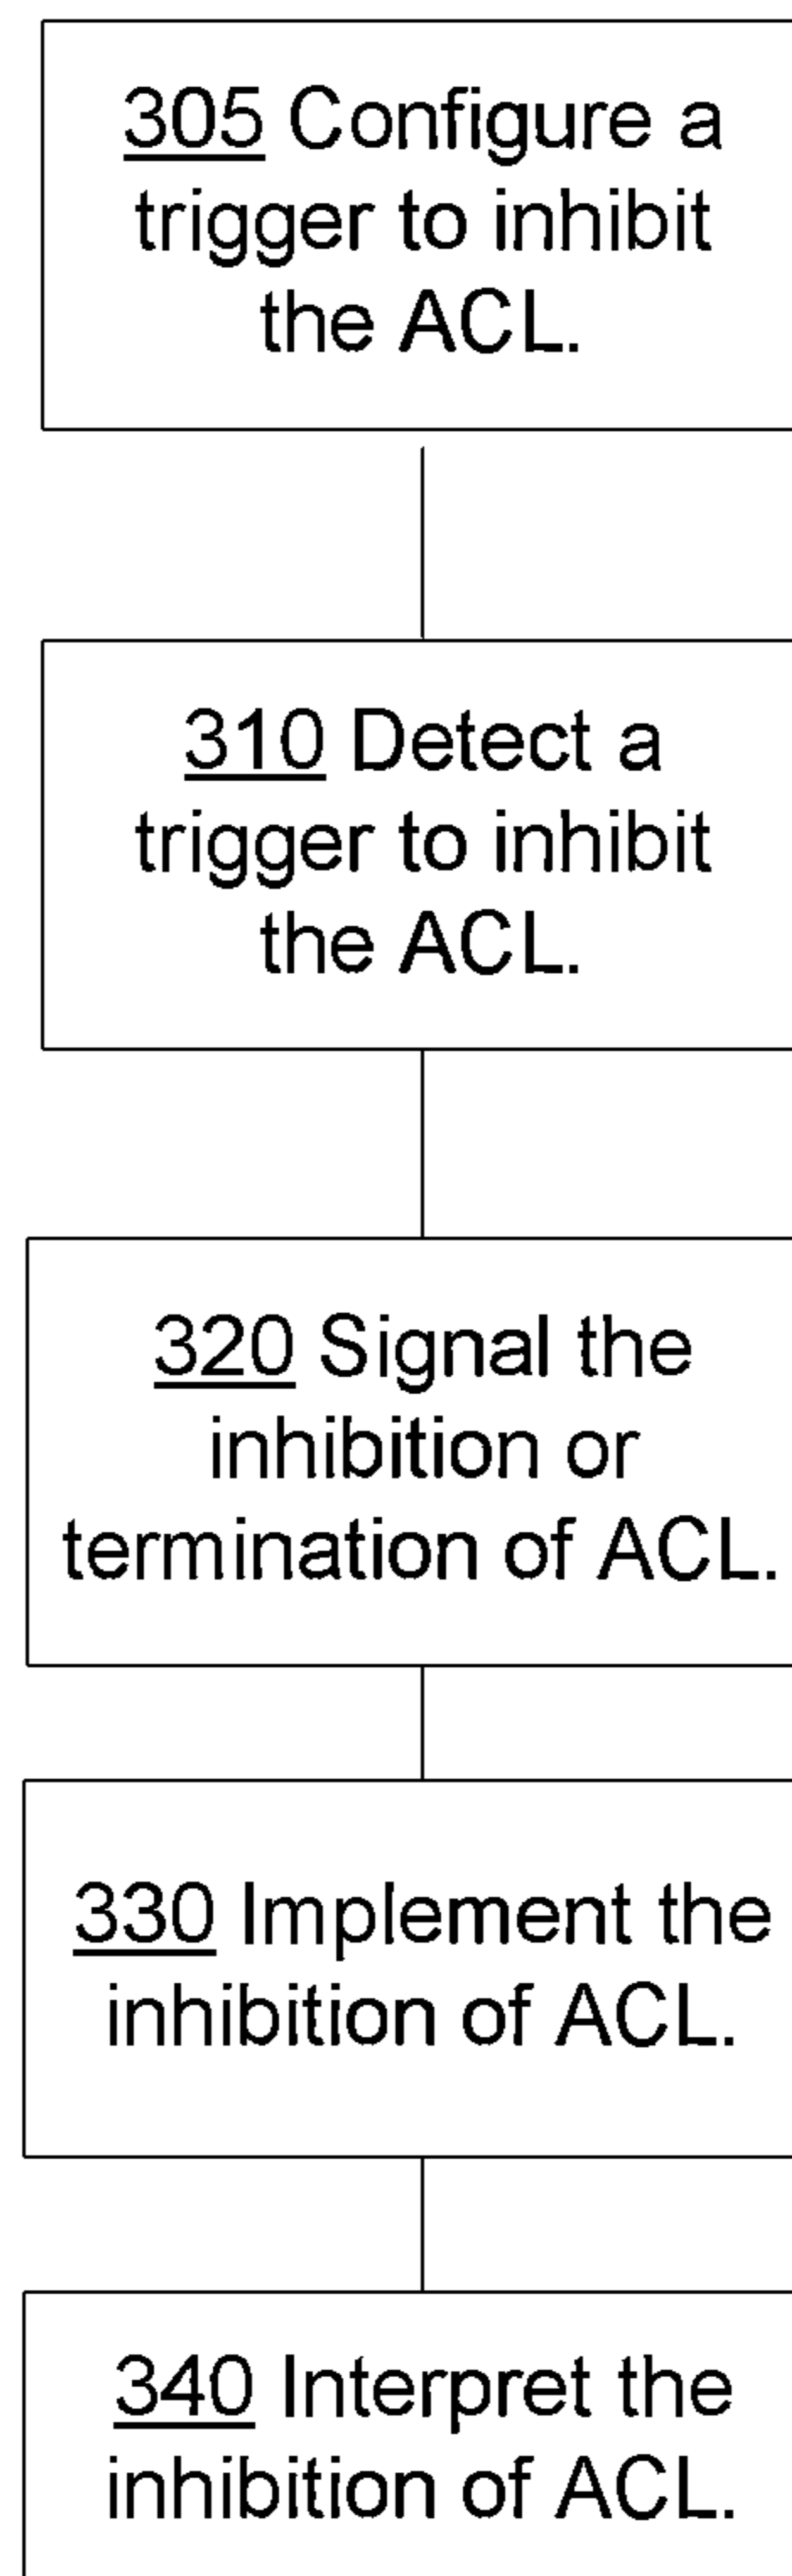 305 Configure a
trigger to inhibit
the ACL.
310 Detect a
trigger to inhibit
the ACL.
320 Signal the
inhibition or
termination of ACL.
330 Implement the
inhibition of ACL.
340 Interpret the
inhibition of ACL.